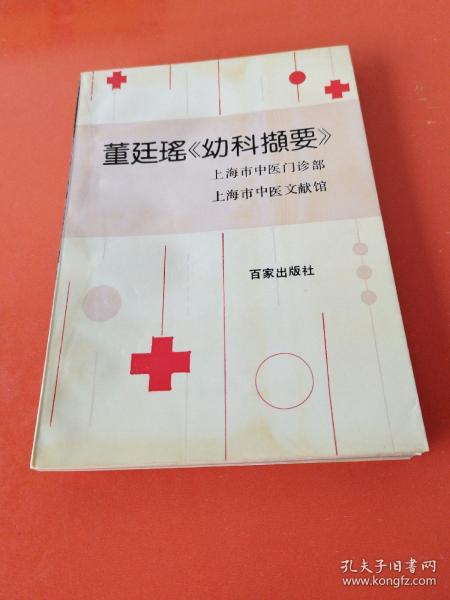 董廷瑤《幼科撷要》
上海市中医门诊部
上海市中医文献馆
百家出版社
孔夫子旧书网
www.kongfz.com